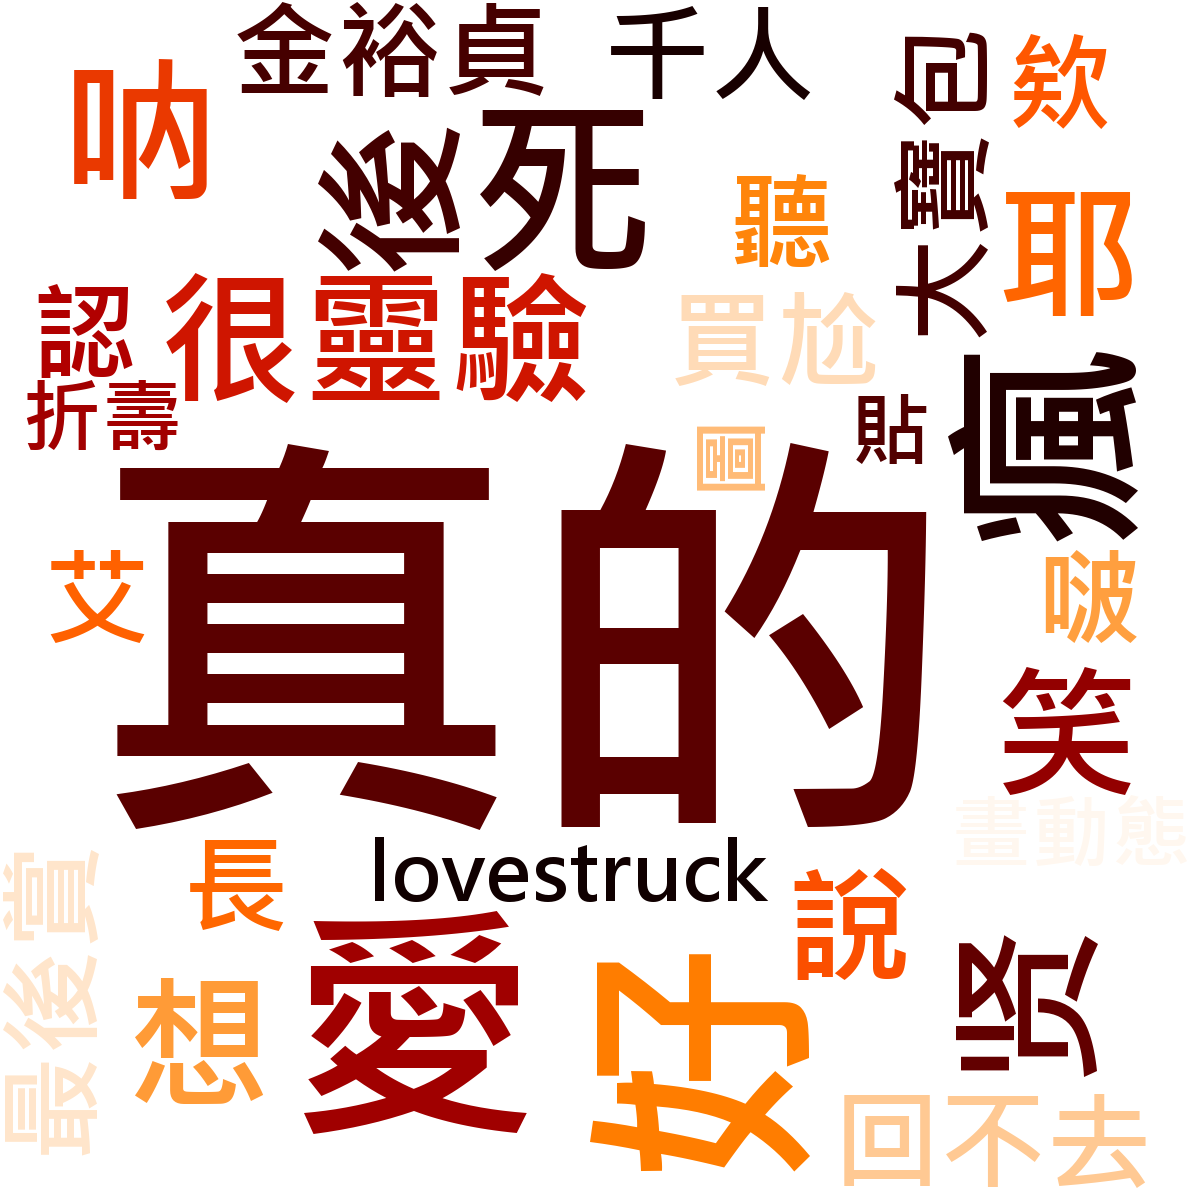 金裕貞
千人
大寶包
欸
吶
後
死
聽
耶
認
很靈驗
買尬
折壽
圖
貼
瘋
真的
艾
啵
笑
畫動態
長
lovestruck
說
最後賞
想
愛
好
贤
回不去